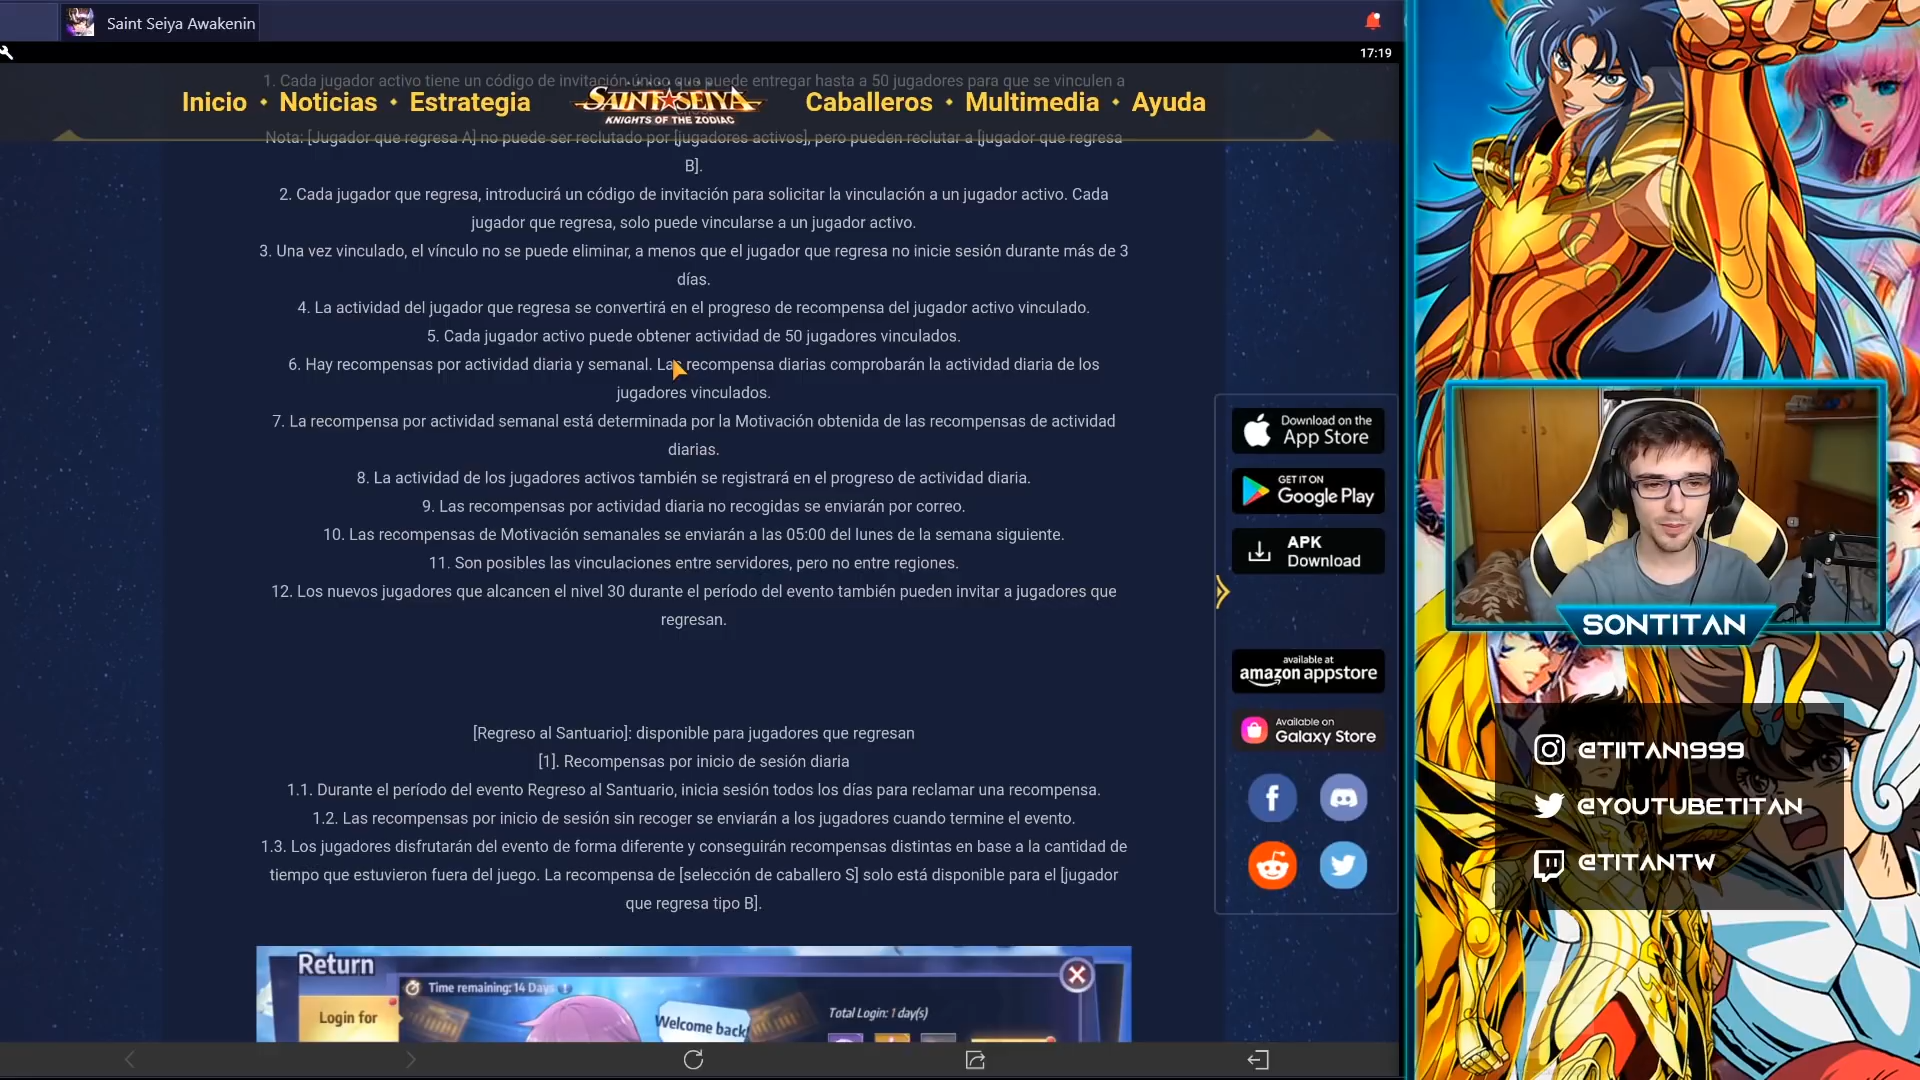 Saint Seiya Awakenin
17:19
1. Cada jugador activo tiene un código de invitación único que puede entregar hasta a 50 jugadores para que se vinculen a
Inicio • Noticias • Estrategia
SAINT SEIYA
KNIGHTS OF THE ZODIAC
Caballeros • Multimedia • Ayuda
Nota: [Jugador que regresa A] no puede ser reclutado por [jugadores activos], pero pueden reclutar a [jugador que regresa
B].
2. Cada jugador que regresa, introducirá un código de invitación para solicitar la vinculación a un jugador activo. Cada
jugador que regresa, solo puede vincularse a un jugador activo.
3. Una vez vinculado, el vínculo no se puede eliminar, a menos que el jugador que regresa no inicie sesión durante más de 3
días.
4. La actividad del jugador que regresa se convertirá en el progreso de recompensa del jugador activo vinculado.
5. Cada jugador activo puede obtener actividad de 50 jugadores vinculados.
6. Hay recompensas por actividad diaria y semanal. Las recompensa diarias comprobarán la actividad diaria de los
jugadores vinculados.
7. La recompensa por actividad semanal está determinada por la Motivación obtenida de las recompensas de actividad
diarias.
8. La actividad de los jugadores activos también se registrará en el progreso de actividad diaria.
9. Las recompensas por actividad diaria no recogidas se enviarán por correo.
10. Las recompensas de Motivación semanales se enviarán a las 05:00 del lunes de la semana siguiente.
11. Son posibles las vinculaciones entre servidores, pero no entre regiones.
12. Los nuevos jugadores que alcancen el nivel 30 durante el período del evento también pueden invitar a jugadores que
regresan.
[Regreso al Santuario]: disponible para jugadores que regresan
[1]. Recompensas por inicio de sesión diaria
1.1. Durante el período del evento Regreso al Santuario, inicia sesión todos los días para reclamar una recompensa.
1.2. Las recompensas por inicio de sesión sin recoger se enviarán a los jugadores cuando termine el evento.
1.3. Los jugadores disfrutarán del evento de forma diferente y conseguirán recompensas distintas en base a la cantidad de
tiempo que estuvieron fuera del juego. La recompensa de [selección de caballero S] solo está disponible para el [jugador
que regresa tipo B].
Return
Time remaining: 14 Days
Login for
Welcome back!
Total Login: 1 day(s)
Download on the
App Store
GET IT ON
Google Play
APK
Download
available at
amazon appstore
Available on
Galaxy Store
SONTITAN
@TIITAN1999
@YOUTUBETITAN
@TITANTW